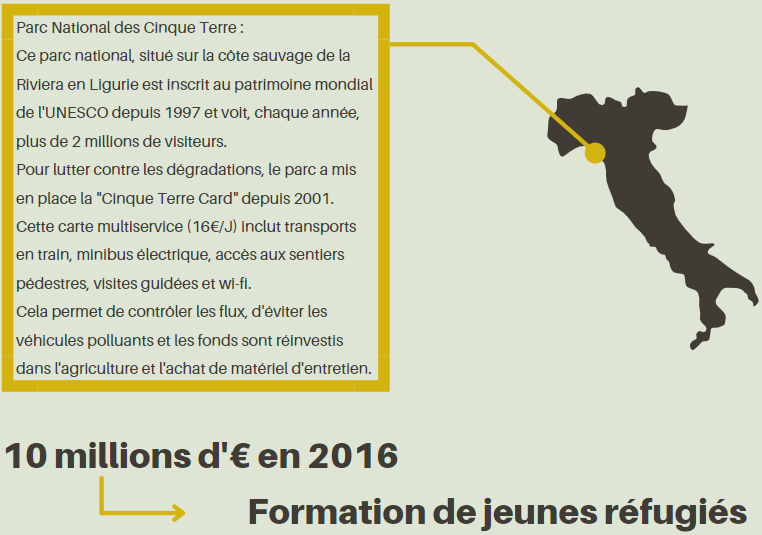 Parc National des Cinque Terre :
Ce parc national, situé sur la côte sauvage de la
Riviera en Ligurie est inscrit au patrimoine mondial
de l'UNESCO depuis 1997 et voit, chaque année,
plus de 2 millions de visiteurs.
Pour lutter contre les dégradations, le parc a mis
en place la "Cinque Terre Card" depuis 2001.
Cette carte multiservice (16€/J) inclut transports
en train, minibus électrique, accès aux sentiers
pédestres, visites guidées et wi-fi.
Cela permet de contrôler les flux, d'éviter les
véhicules polluants et les fonds sont réinvestis
dans l'agriculture et l'achat de matériel d'entretien.
10 millions d'€ en 2016
Formation de jeunes réfugiés